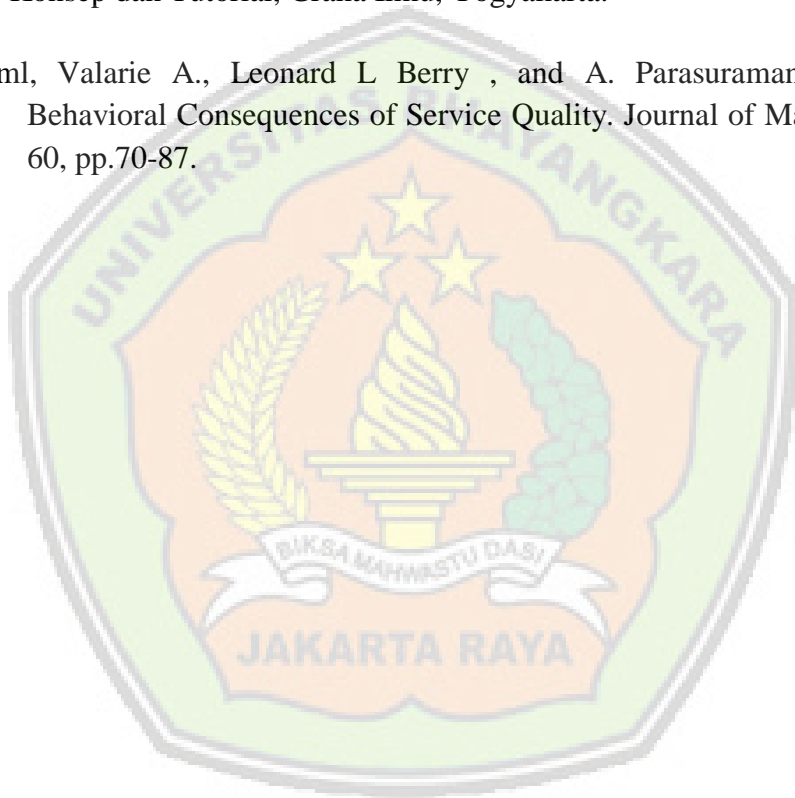 Konsep dan Tutorial, Graha Ilmu, Yogyakarta.
ml, Valarie A., Leonard L Berry , and A. Parasuraman
Behavioral Consequences of Service Quality. Journal of Ma
60, pp.70-87.
UNIVERSITAS BHAYANGKARA
BIKSA MAHWASTU DASI
JAKARTA RAYA